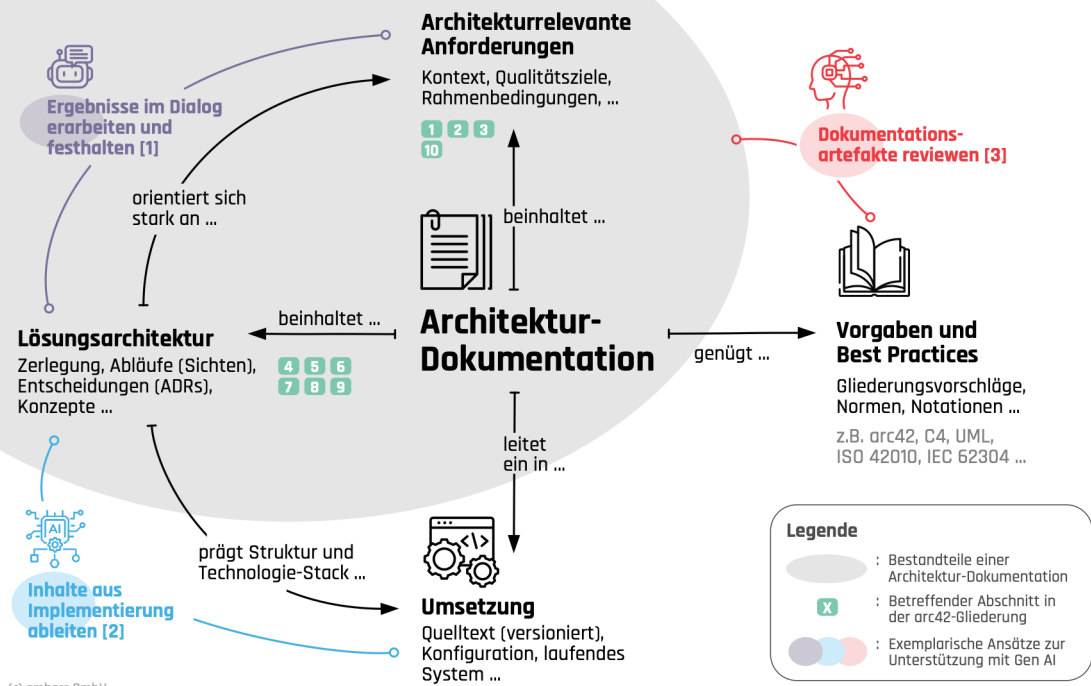 Architekturrelevante
Anforderungen
Kontext, Qualitätsziele,
Rahmenbedingungen, ...
1 2 3
10
Ergebnisse im Dialog
erarbeiten und
festhalten [1]
Dokumentations-
artefakte reviewen [3]
orientiert sich
stark an ...
beinhaltet ...
Lösungsarchitektur
Zerlegung, Abläufe (Sichten),
Entscheidungen (ADRs),
Konzepte ...
beinhaltet ...
4 5 6
7 8 9
Architektur-
Dokumentation
genügt ...
Vorgaben und
Best Practices
Gliederungsvorschläge,
Normen, Notationen ...
z.B. arc42, C4, UML,
ISO 42010, IEC 62304 ...
leitet
ein in ...
AI
Inhalte aus
Implementierung
ableiten [2]
prägt Struktur und
Technologie-Stack ...
</>
Umsetzung
Quelltext (versioniert),
Konfiguration, laufendes
System ...
Legende
: Bestandteile einer
Architektur-Dokumentation
X : Betreffender Abschnitt in
der arc42-Gliederung
: Exemplarische Ansätze zur
Unterstützung mit Gen AI